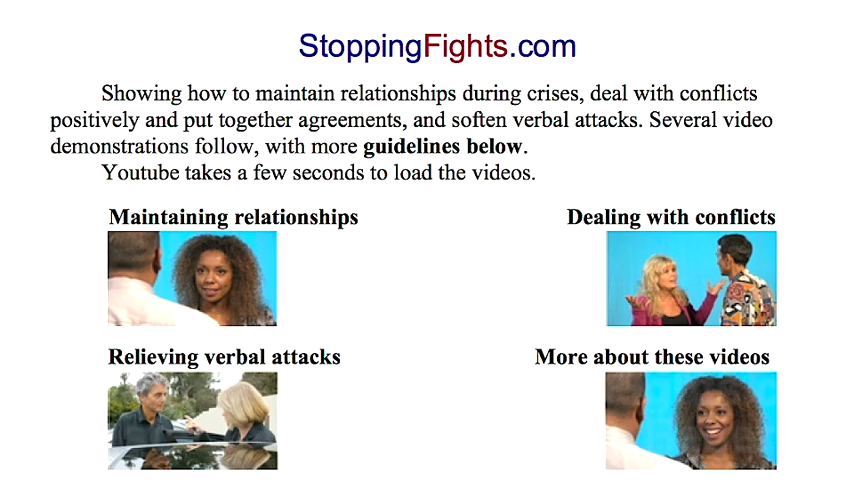 StoppingFights.com
Showing how to maintain relationships during crises, deal with conflicts
positively and put together agreements, and soften verbal attacks. Several video
demonstrations follow, with more guidelines below.
Youtube takes a few seconds to load the videos.
Maintaining relationships
Dealing with conflicts
Relieving verbal attacks
More about these videos